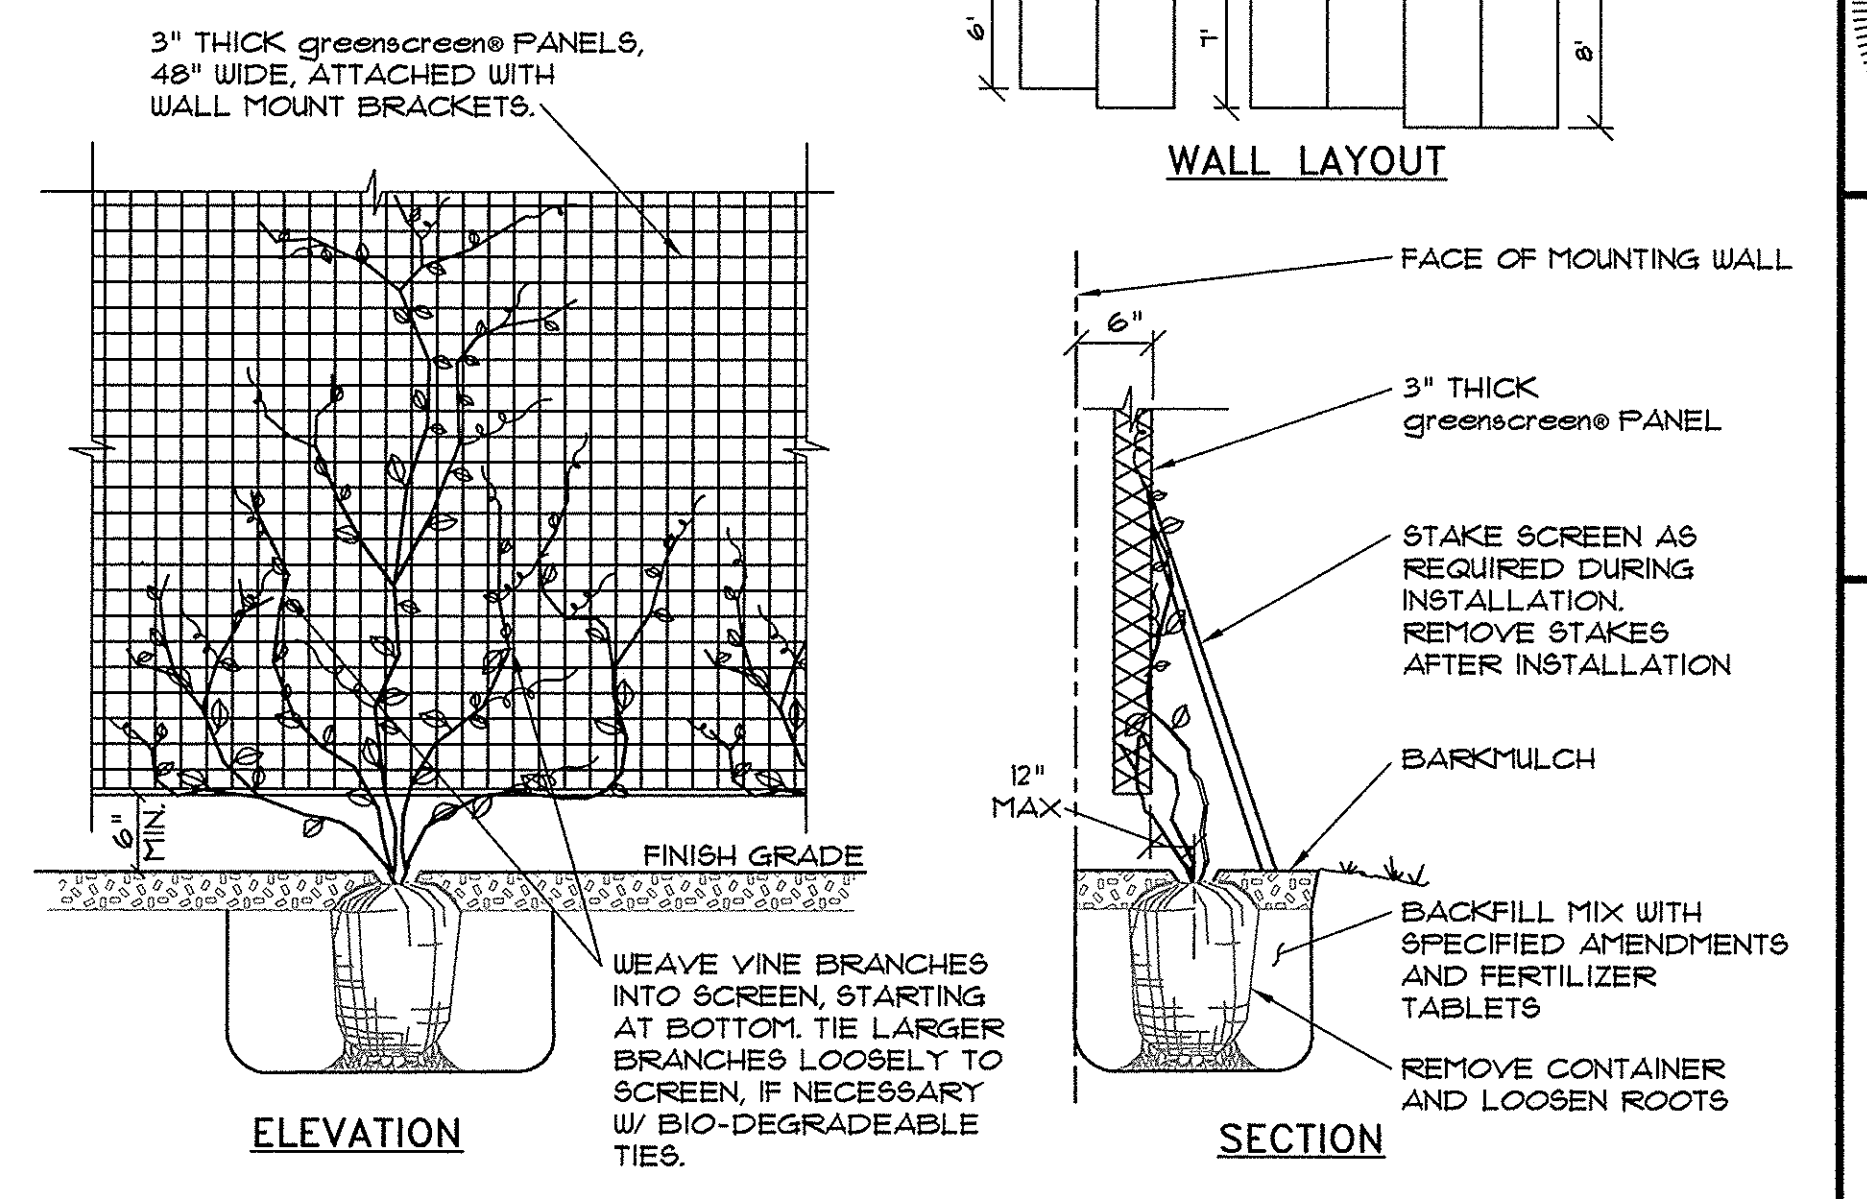 3" THICK greenscreen® PANELS,
48" WIDE, ATTACHED WITH
WALL MOUNT BRACKETS.
6'
7'
8'
WALL LAYOUT
FACE OF MOUNTING WALL
6"
3" THICK
greenscreen® PANEL
STAKE SCREEN AS
REQUIRED DURING
INSTALLATION.
REMOVE STAKES
AFTER INSTALLATION
12"
MAX
BARKMULCH
6"
MIN.
FINISH GRADE
BACKFILL MIX WITH
SPECIFIED AMENDMENTS
AND FERTILIZER
TABLETS
WEAVE VINE BRANCHES
INTO SCREEN, STARTING
AT BOTTOM. TIE LARGER
BRANCHES LOOSELY TO
SCREEN, IF NECESSARY
W/ BIO-DEGRADEABLE
TIES.
REMOVE CONTAINER
AND LOOSEN ROOTS
ELEVATION
SECTION